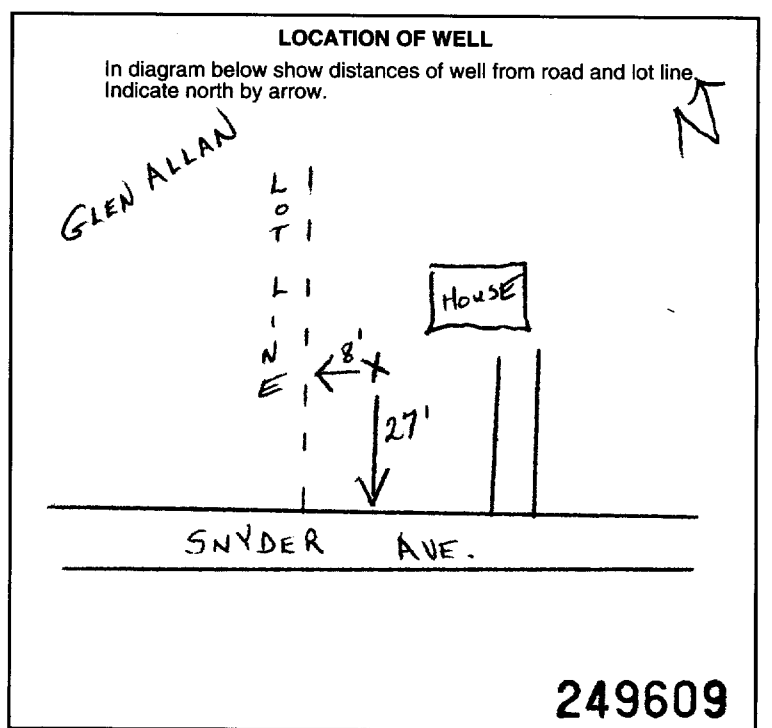 LOCATION OF WELL
In diagram below show distances of well from road and lot line.
Indicate north by arrow.
N
GLEN ALLAN
LOT LINE
HOUSE
8'
27'
SNYDER AVE.
249609